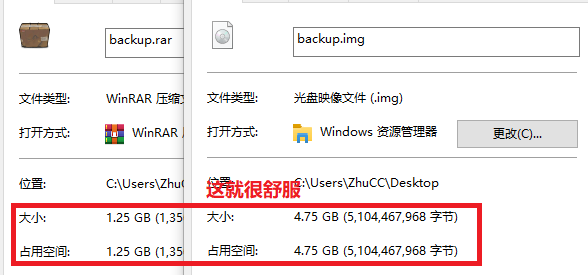 backup.rar
backup.img
文件类型:
WinRAR 压缩文
文件类型:
光盘映像文件 (.img)
打开方式:
WinRAR
打开方式:
Windows 资源管理器
更改(C)...
位置:
C:\Users\ZhuCC
位置:
C:\Users\ZhuCC\Desktop
这就很舒服
大小:
1.25 GB (1,35
大小:
4.75 GB (5,104,467,968 字节)
占用空间:
1.25 GB (1,35
占用空间:
4.75 GB (5,104,467,968 字节)